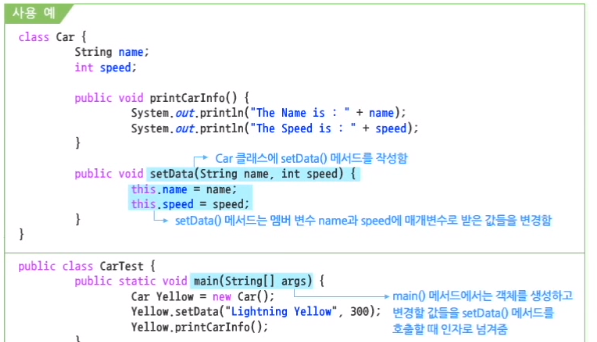 사용 예
class Car {
String name;
int speed;
public void printCarInfo() {
System.out.println("The Name is : " + name);
System.out.println("The Speed is : " + speed);
}
Car 클래스에 setData() 메서드를 작성함
public void setData(String name, int speed) {
this.name = name;
this.speed = speed;
} setData() 메서드는 멤버 변수 name과 speed에 매개변수로 받은 값들을 변경함
}
public class CarTest {
public static void main(String[] args) {
Car Yellow = new Car(); main() 메서드에서는 객체를 생성하고
Yellow.setData("Lightning Yellow", 300); 변경할 값들을 setData() 메서드를
Yellow.printCarInfo(); 호출할 때 인자로 넘겨줌
}